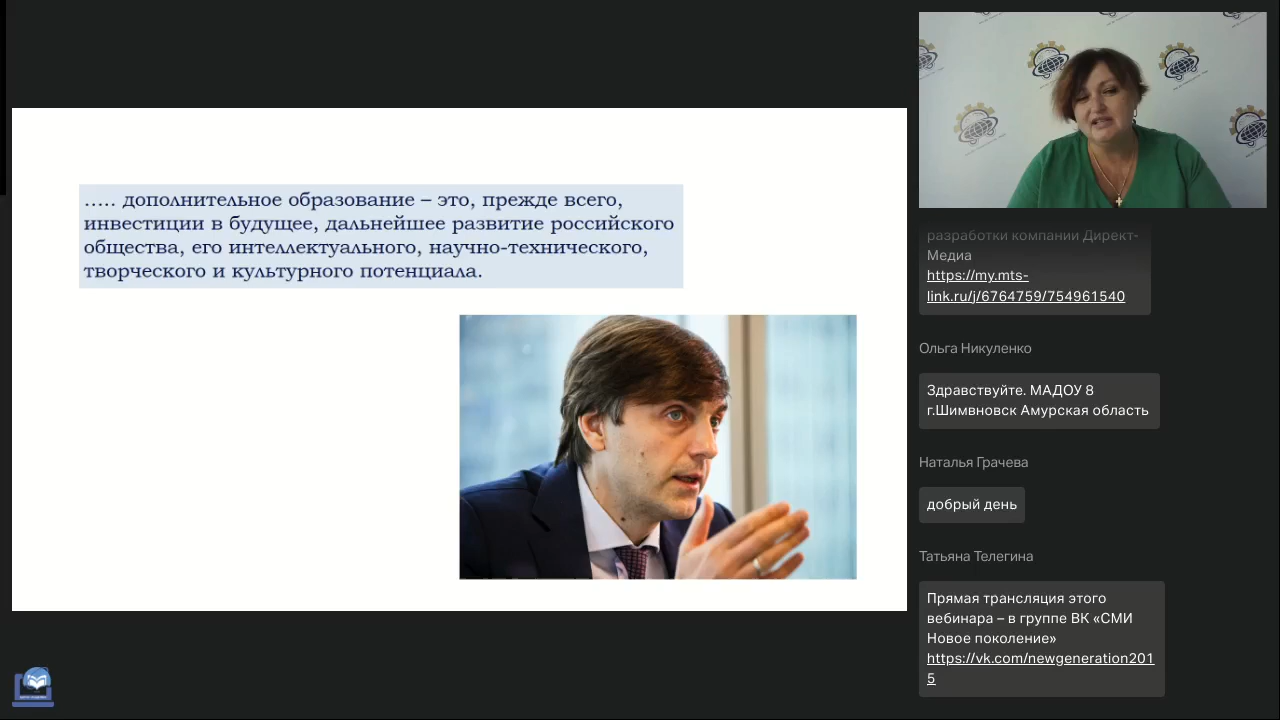 ..... дополнительное образование – это, прежде всего,
инвестиции в будущее, дальнейшее развитие российского
общества, его интеллектуального, научно-технического,
творческого и культурного потенциала.
разработки компании Директ-
Медиа
https://my.mts-
link.ru/j/6764759/754961540
Ольга Никуленко
Здравствуйте. МАДОУ 8
г.Шимвновск Амурская область
Наталья Грачева
добрый день
Татьяна Телегина
Прямая трансляция этого
вебинара – в группе ВК «СМИ
Новое поколение»
https://vk.com/newgeneration201
5